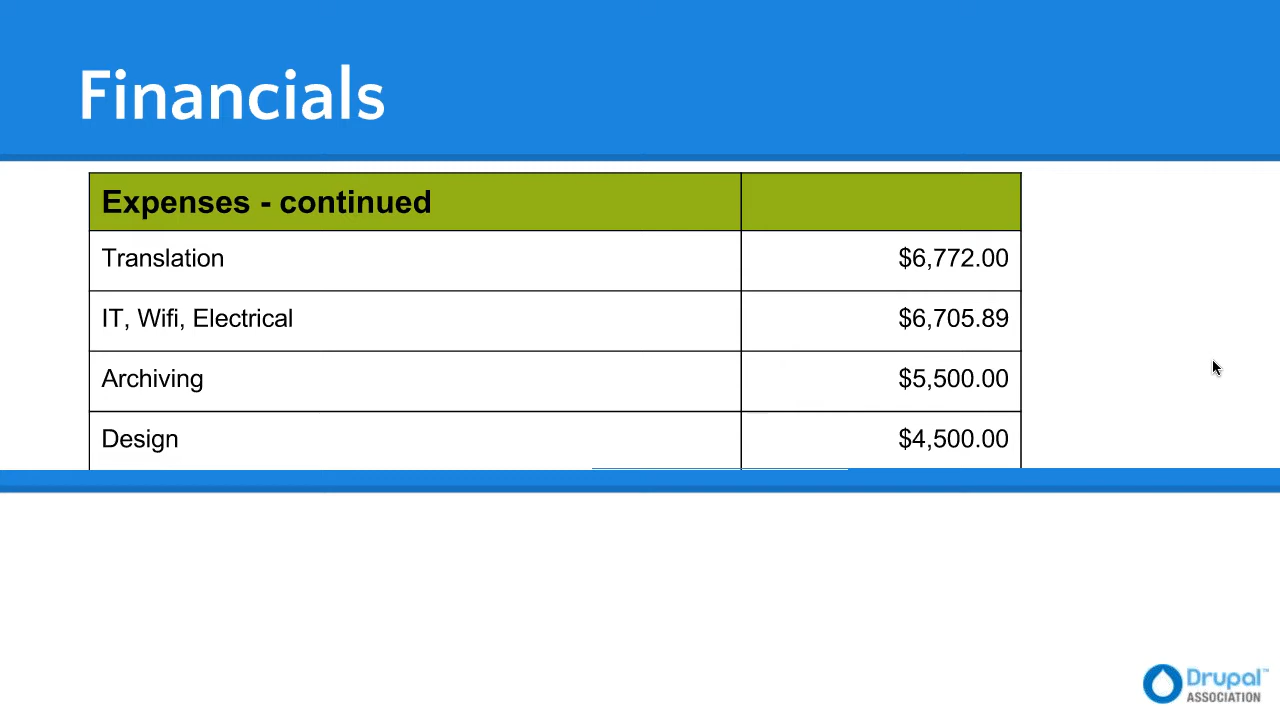 Financials
Expenses - continued
Translation $6,772.00
IT, Wifi, Electrical $6,705.89
Archiving $5,500.00
Design $4,500.00
Drupal™
ASSOCIATION